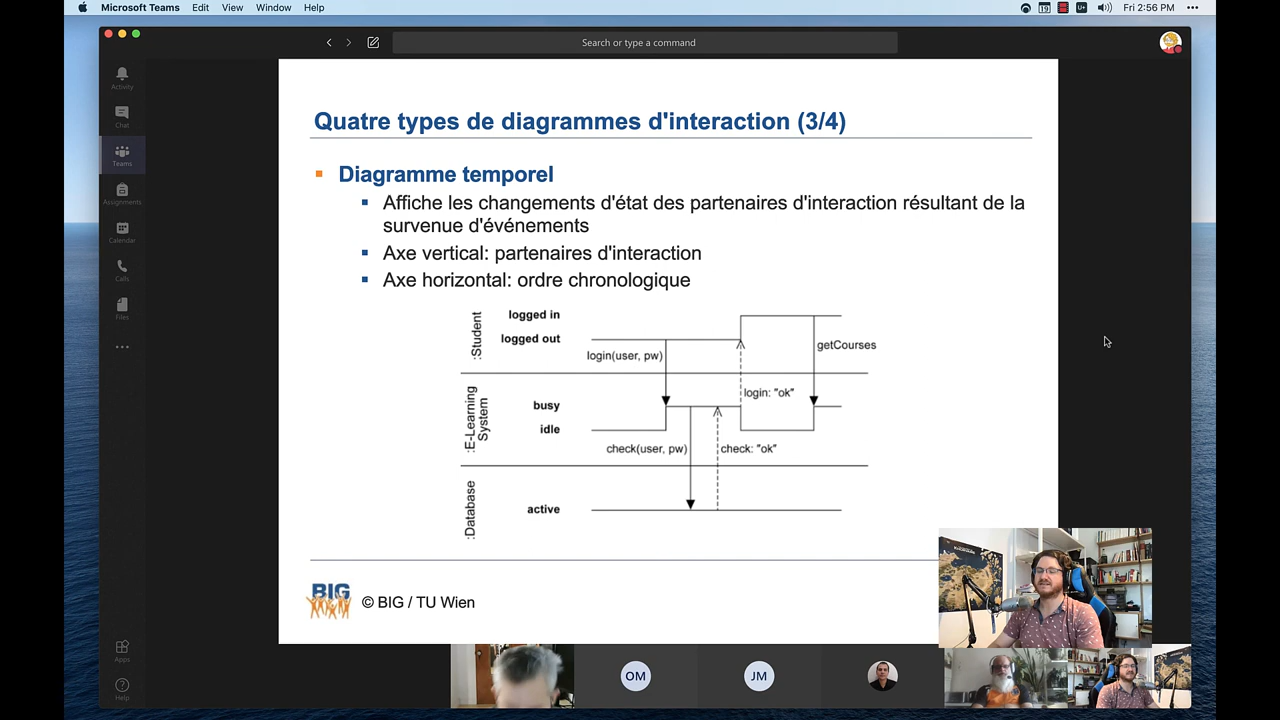 Microsoft Teams Edit View Window Help
19
U+
Fri 2:56 PM
Search or type a command
Activity
Chat
Teams
Assignments
Calendar
Calls
Files
Apps
Help
Quatre types de diagrammes d'interaction (3/4)
Diagramme temporel
Affiche les changements d'état des partenaires d'interaction résultant de la
survenue d'événements
Axe vertical: partenaires d'interaction
Axe horizontal: ordre chronologique
:Student
logged in
logged out
login(user, pw)
getCourses
:E-Learning
System
busy
idle
login: "ok"
check(user, pw)
check: "ok"
:Database
active
BIG
© BIG / TU Wien
OM
JM